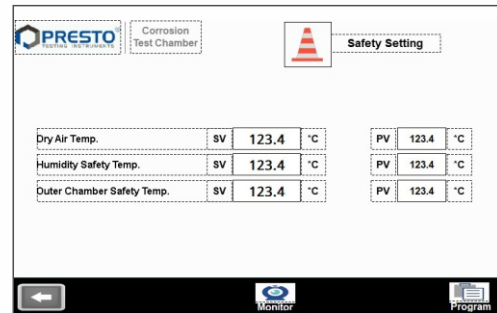 PRESTO
TESTING INSTRUMENTS
Corrosion
Test Chamber
Safety Setting
Dry Air Temp. SV 123.4 °C PV 123.4 °C
Humidity Safety Temp. SV 123.4 °C PV 123.4 °C
Outer Chamber Safety Temp. SV 123.4 °C PV 123.4 °C
Monitor Program